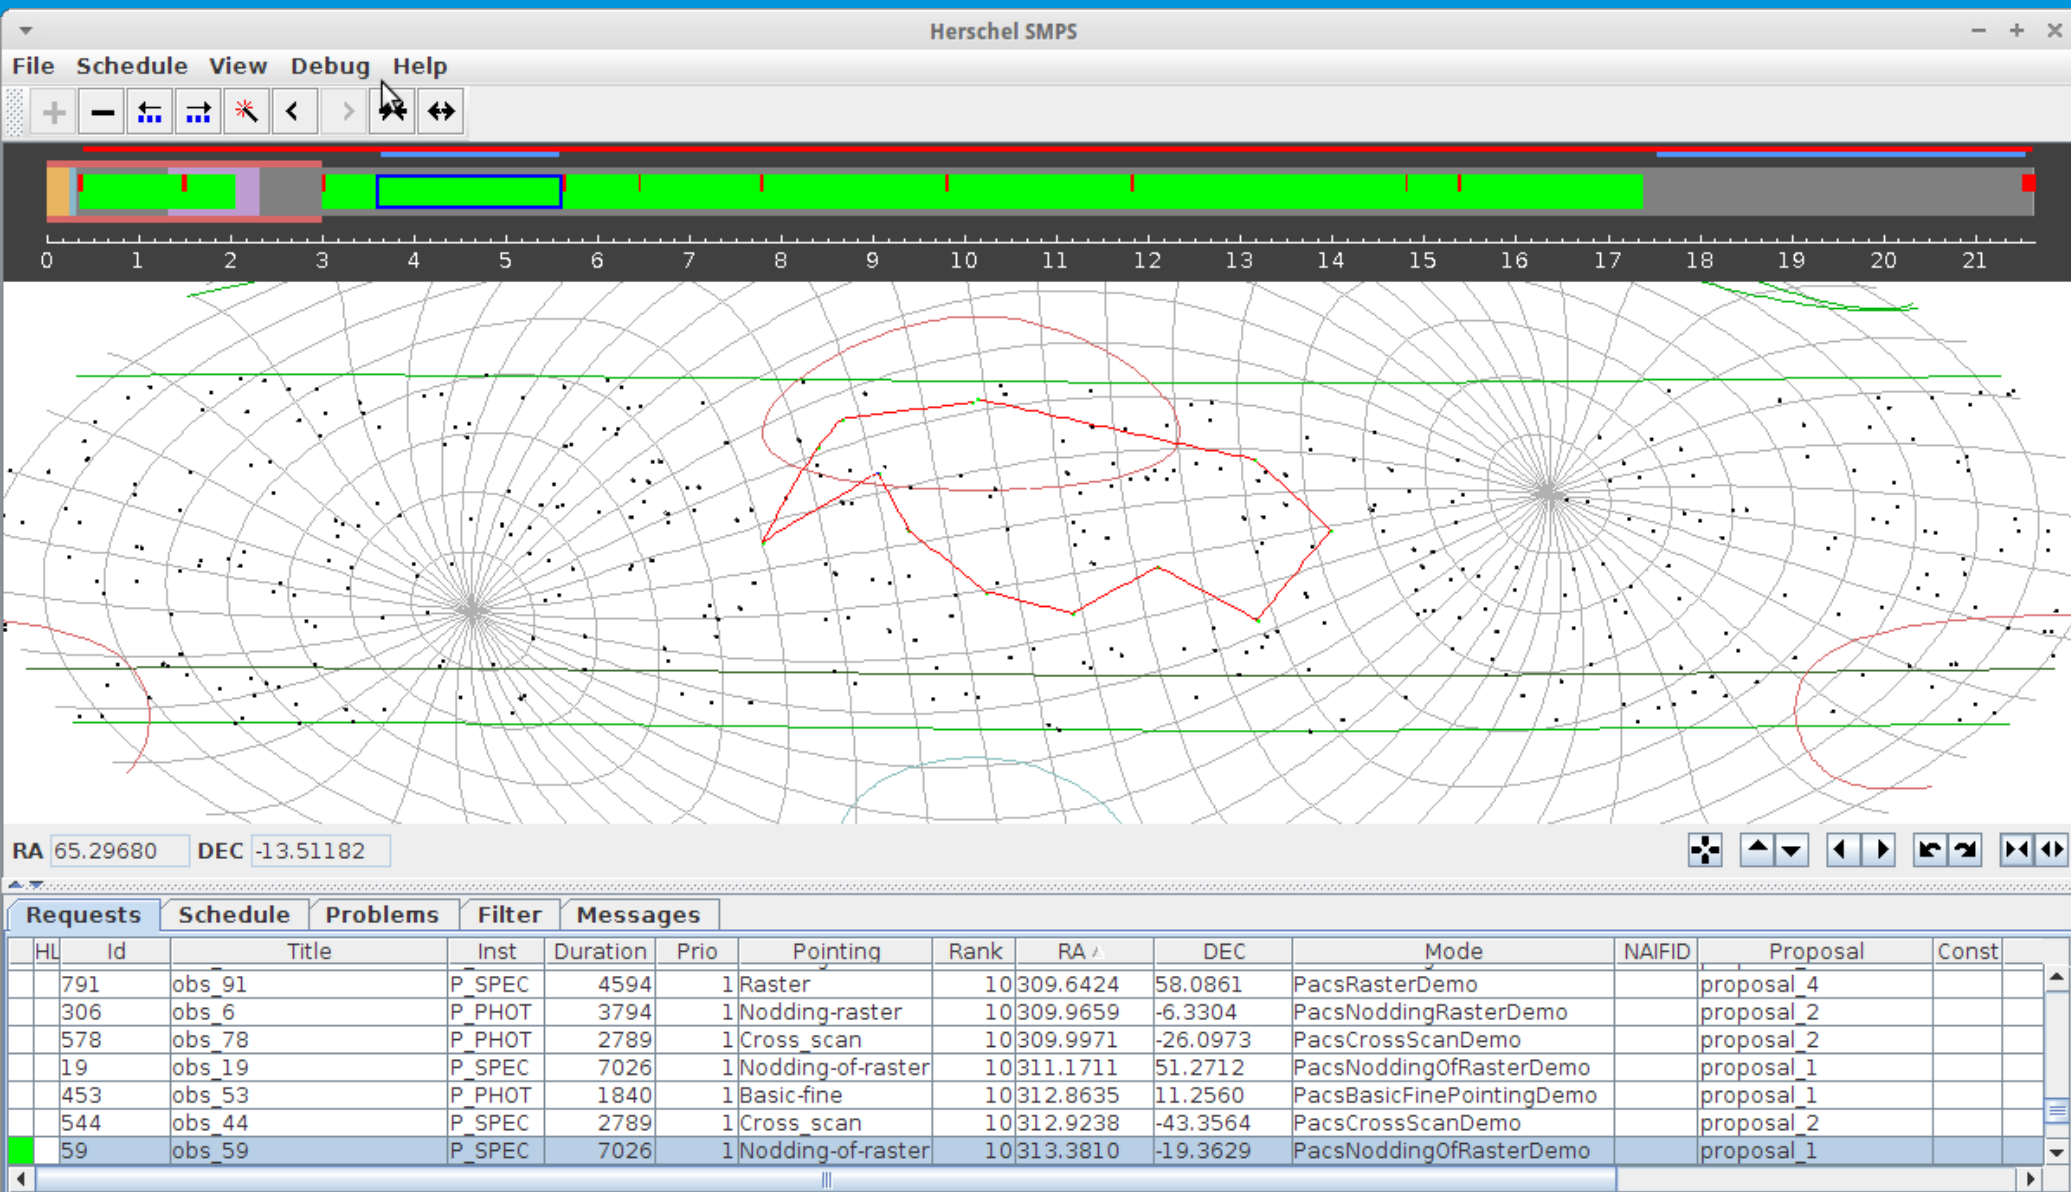 Herschel SMPS
File Schedule View Debug Help
0 1 2 3 4 5 6 7 8 9 10 11 12 13 14 15 16 17 18 19 20 21
RA 65.29680 DEC -13.51182
Requests Schedule Problems Filter Messages
HL Id Title Inst Duration Prio Pointing Rank RA DEC Mode NAIFID Proposal Const
791 obs_91 P_SPEC 4594 1 Raster 10 309.6424 58.0861 PacsRasterDemo proposal_4
306 obs_6 P_PHOT 3794 1 Nodding-raster 10 309.9659 -6.3304 PacsNoddingRasterDemo proposal_2
578 obs_78 P_PHOT 2789 1 Cross_scan 10 309.9971 -26.0973 PacsCrossScanDemo proposal_2
19 obs_19 P_SPEC 7026 1 Nodding-of-raster 10 311.1711 51.2712 PacsNoddingOfRasterDemo proposal_1
453 obs_53 P_PHOT 1840 1 Basic-fine 10 312.8635 11.2560 PacsBasicFinePointingDemo proposal_1
544 obs_44 P_SPEC 2789 1 Cross_scan 10 312.9238 -43.3564 PacsCrossScanDemo proposal_2
59 obs_59 P_SPEC 7026 1 Nodding-of-raster 10 313.3810 -19.3629 PacsNoddingOfRasterDemo proposal_1